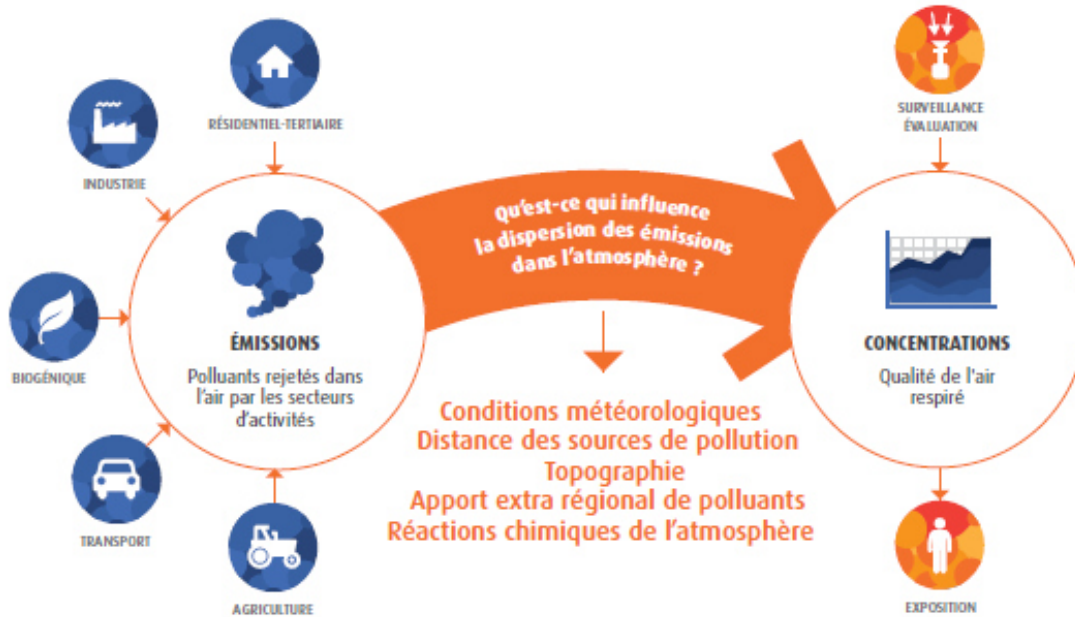 RÉSIDENTIEL-TERTIAIRE
INDUSTRIE
BIOGÉNIQUE
TRANSPORT
AGRICULTURE
ÉMISSIONS
Polluants rejetés dans
l'air par les secteurs
d'activités
Qu'est-ce qui influence
la dispersion des émissions
dans l'atmosphère ?
Conditions météorologiques
Distance des sources de pollution
Topographie
Apport extra régional de polluants
Réactions chimiques de l'atmosphère
SURVEILLANCE
ÉVALUATION
CONCENTRATIONS
Qualité de l'air
respiré
EXPOSITION